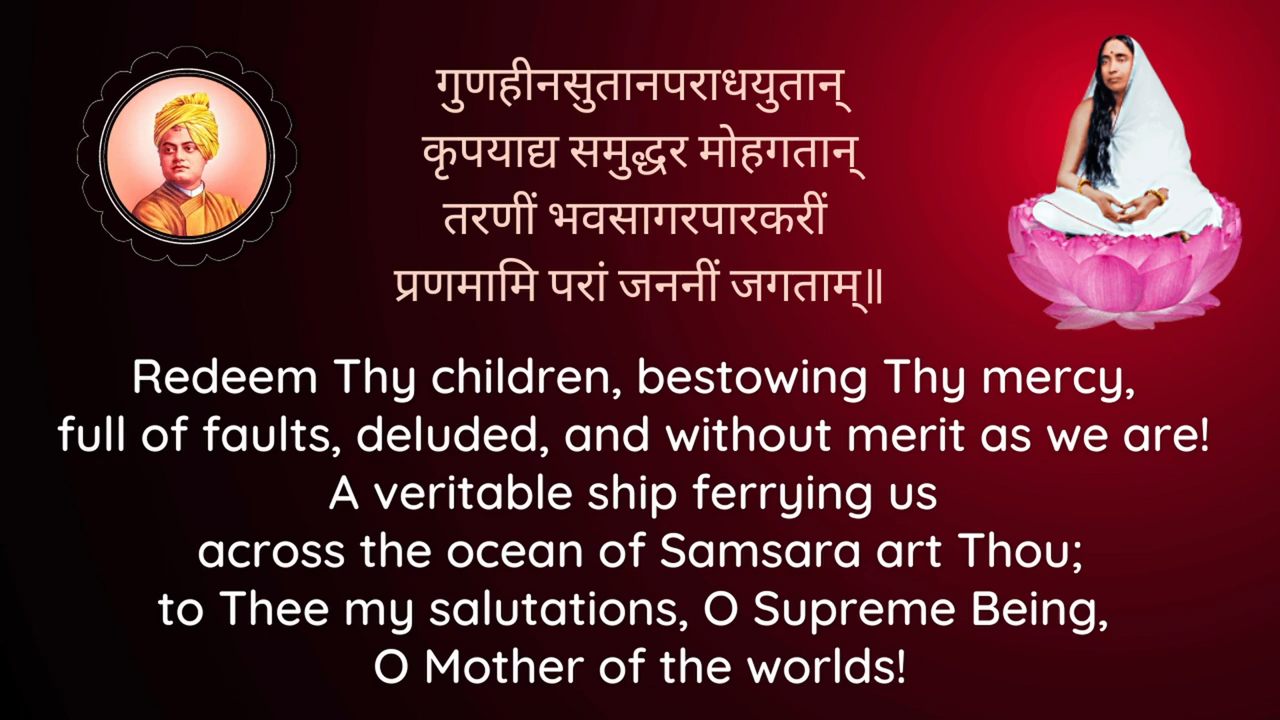 गुणहीनसुतानपराधयुतान्
कृपयाद्य समुद्धर मोहगतान्
तरणीं भवसागरपारकरीं
प्रणमामि परां जननीं जगताम्॥
Redeem Thy children, bestowing Thy mercy,
full of faults, deluded, and without merit as we are!
A veritable ship ferrying us
across the ocean of Samsara art Thou;
to Thee my salutations, O Supreme Being,
O Mother of the worlds!